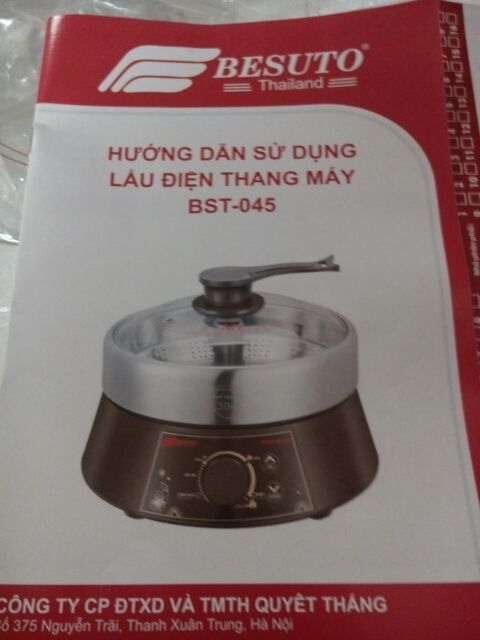 BESUTO®
Thailand
HƯỚNG DẪN SỬ DỤNG
LẨU ĐIỆN THANG MÁY
BST-045
CÔNG TY CP ĐTXD VÀ TMTH QUYẾT THẮNG
Số 375 Nguyễn Trãi, Thanh Xuân Trung, Hà Nội